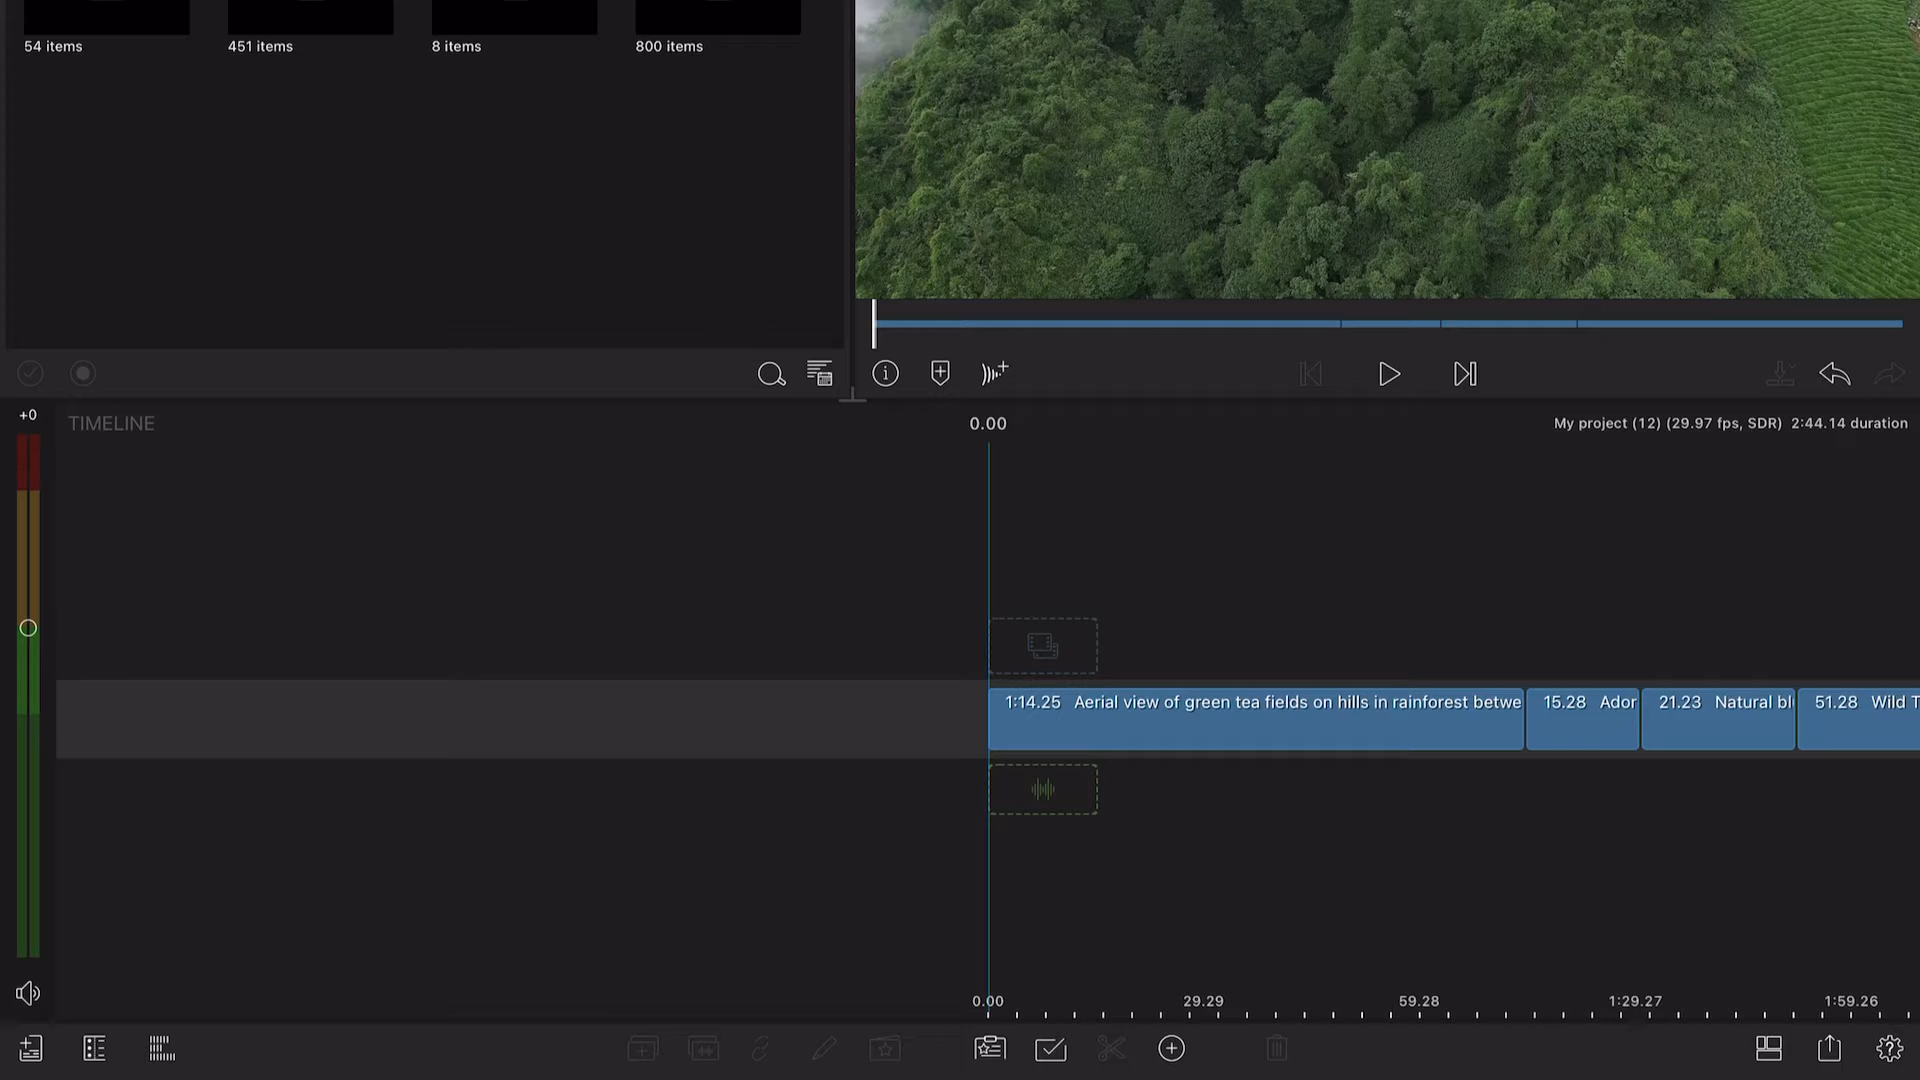 54 items
451 items
8 items
800 items
+0
TIMELINE
0.00
My project (12) (29.97 fps, SDR) 2:44.14 duration
1:14.25 Aerial view of green tea fields on hills in rainforest betwe
15.28 Ador
21.23 Natural bl
51.28 Wild T
0.00
29.29
59.28
1:29.27
1:59.26